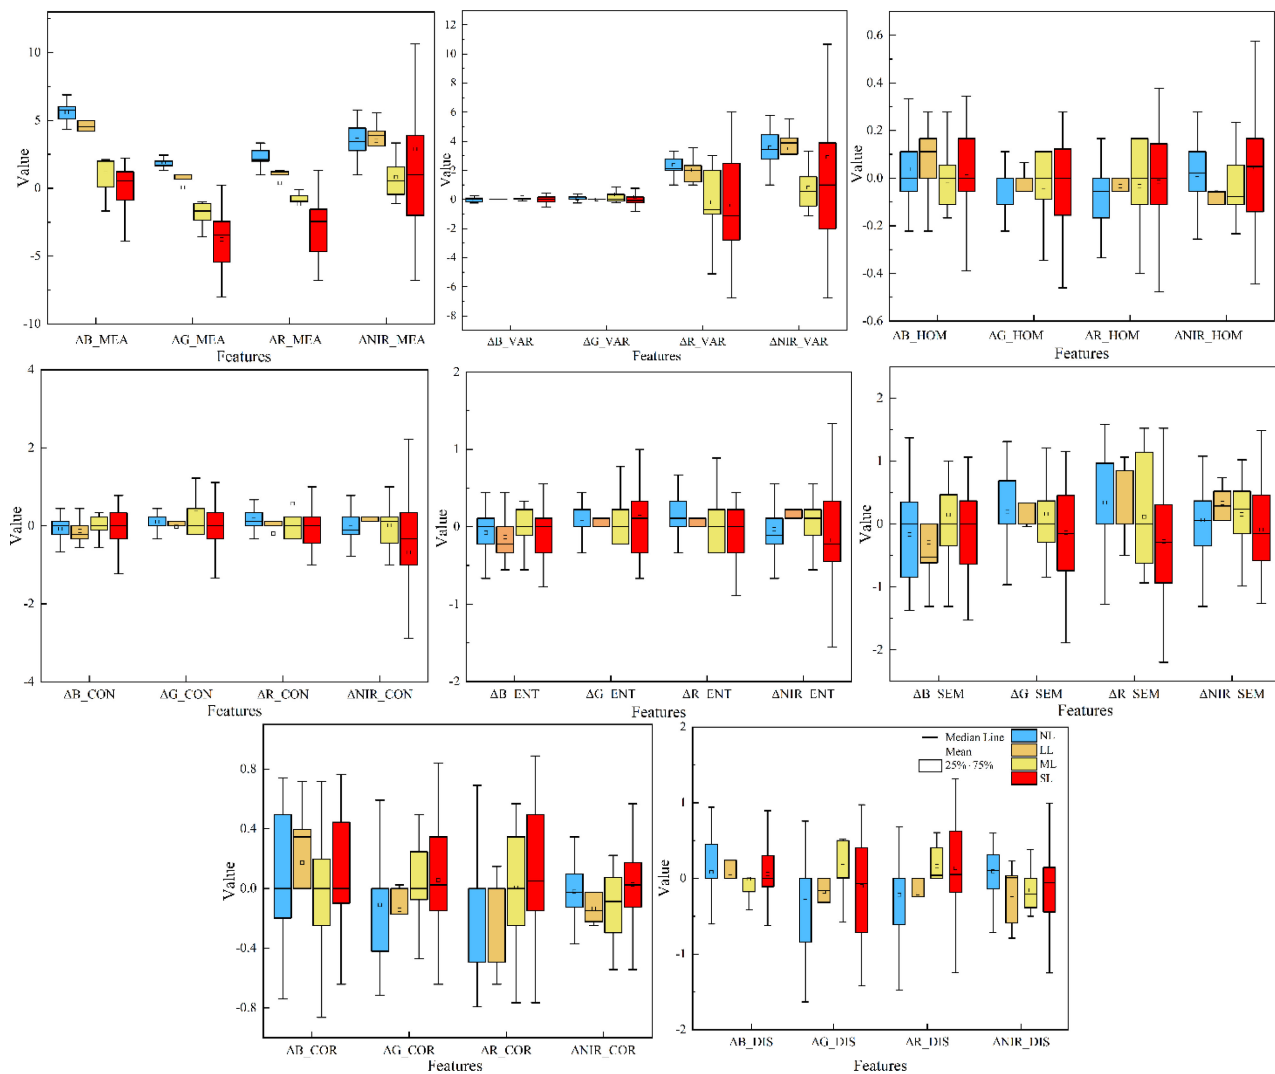 10
5
0
-5
-10
Value
ΔB_MEA ΔG_MEA ΔR_MEA ΔNIR_MEA
Features
12
10
8
6
4
2
0
-2
-4
-6
-8
Value
ΔB_VAR ΔG_VAR ΔR_VAR ΔNIR_VAR
Features
0.6
0.4
0.2
0.0
-0.2
-0.4
-0.6
Value
ΔB_HOM ΔG_HOM ΔR_HOM ΔNIR_HOM
Features
4
2
0
-2
-4
Value
ΔB_CON ΔG_CON ΔR_CON ΔNIR_CON
Features
2
1
0
-1
-2
Value
ΔB_ENT ΔG_ENT ΔR_ENT ΔNIR_ENT
Features
2
1
0
-1
-2
Value
ΔB_SEM ΔG_SEM ΔR_SEM ΔNIR_SEM
Features
0.8
0.4
0.0
-0.4
-0.8
Value
ΔB_COR ΔG_COR ΔR_COR ΔNIR_COR
Features
2
1
0
-1
-2
Value
Median Line
Mean
25%-75%
NL
LL
ML
SL
ΔB_DIS ΔG_DIS ΔR_DIS ΔNIR_DIS
Features